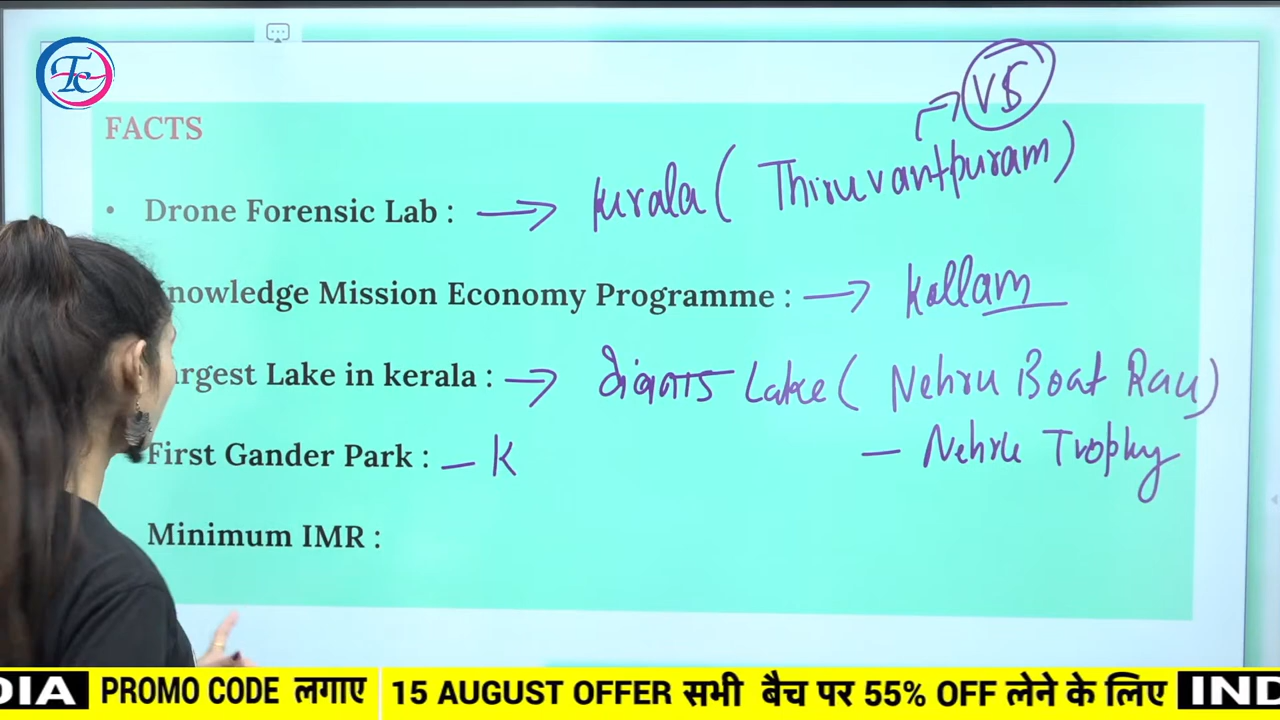 Tc
VS
FACTS
• Drone Forensic Lab : → Kerala ( Thiruvantpuram )
nowledge Mission Economy Programme : → Kollam
argest Lake in kerala : → Lake ( Nehru Boat Race )
First Gander Park : – K – Nehru Trophy
Minimum IMR :
DIA PROMO CODE लगाए 15 AUGUST OFFER सभी बैच पर 55% OFF लेने के लिए IND